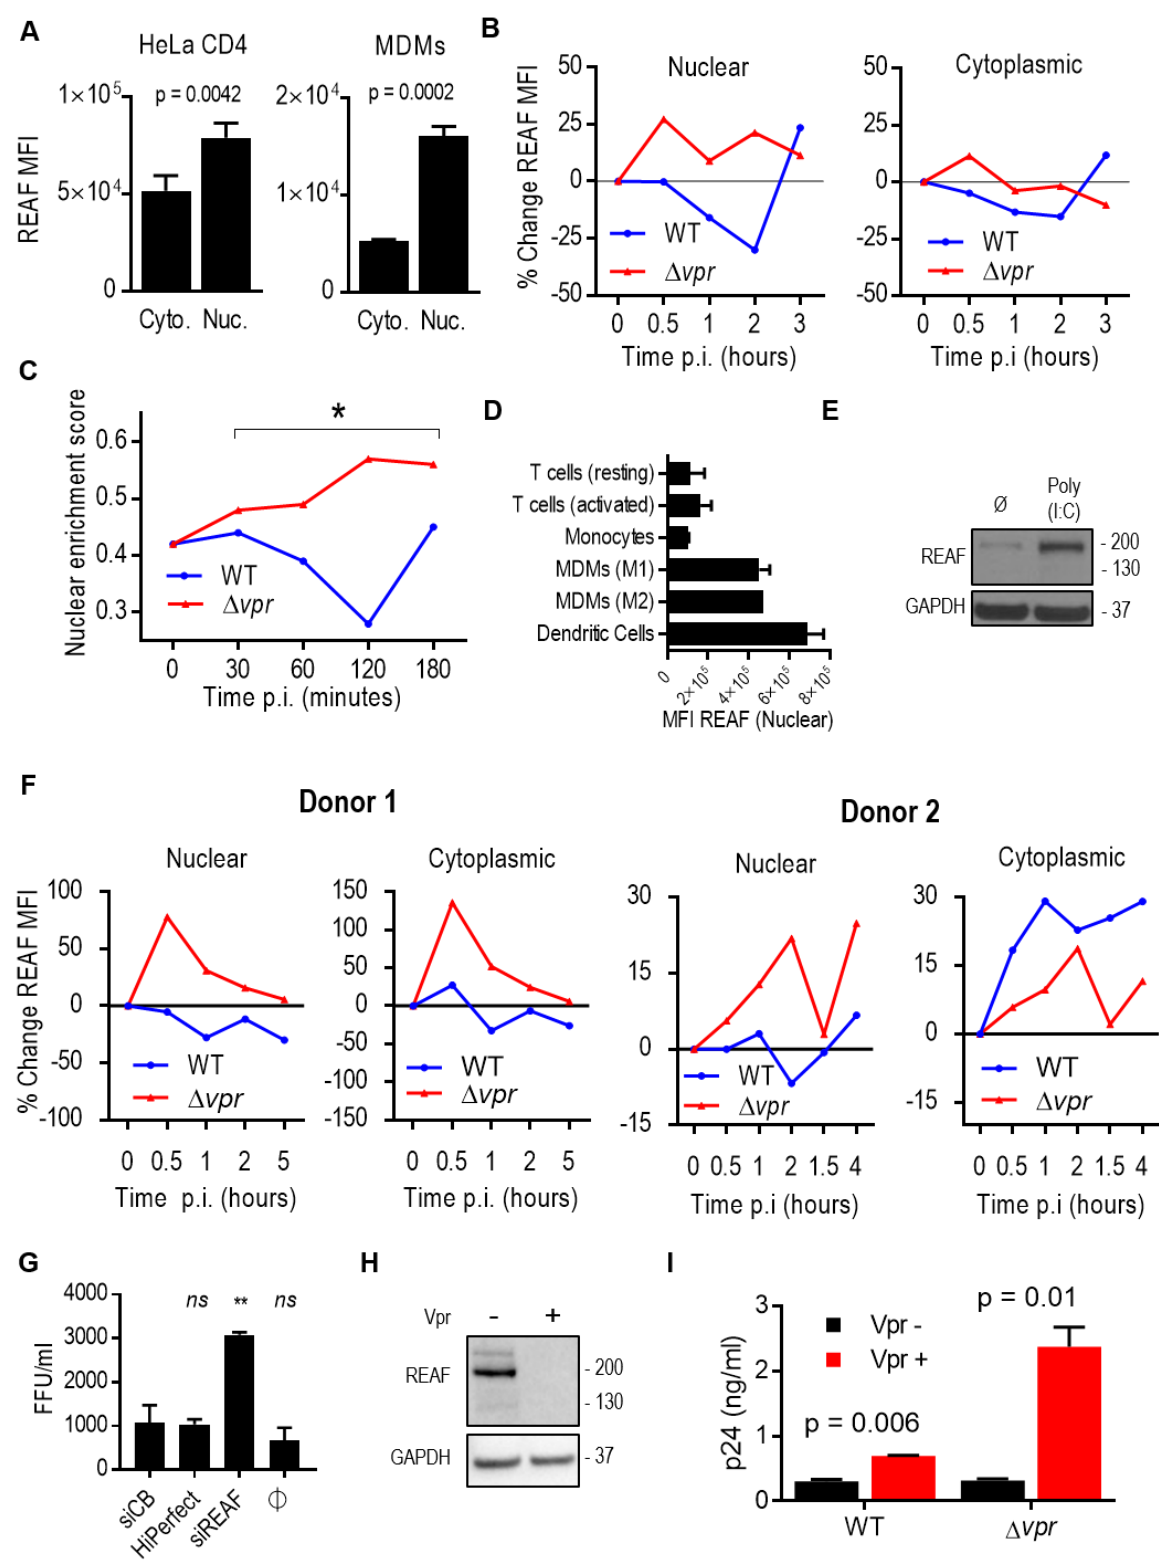 A
HeLa CD4
MDMs
p = 0.0042
p = 0.0002
REAF MFI
1×10⁵
5×10⁴
0
2×10⁴
1×10⁴
0
Cyto. Nuc.
Cyto. Nuc.
B
Nuclear
Cytoplasmic
% Change REAF MFI
50
25
0
-25
-50
WT
Δvpr
0 0.5 1 2 3
Time p.i. (hours)
50
25
0
-25
-50
WT
Δvpr
0 0.5 1 2 3
Time p.i (hours)
C
Nuclear enrichment score
0.6
0.5
0.4
0.3
*
WT
Δvpr
0 30 60 120 180
Time p.i. (minutes)
D
T cells (resting)
T cells (activated)
Monocytes
MDMs (M1)
MDMs (M2)
Dendritic Cells
0 2×10⁵ 4×10⁵ 6×10⁵ 8×10⁵
MFI REAF (Nuclear)
E
Ø
Poly
(I:C)
REAF
- 200
- 130
GAPDH
- 37
F
Donor 1
Donor 2
Nuclear
Cytoplasmic
Nuclear
Cytoplasmic
% Change REAF MFI
100
50
0
-50
-100
WT
Δvpr
0 0.5 1 2 5
Time p.i. (hours)
150
100
50
0
-50
-100
-150
WT
Δvpr
0 0.5 1 2 5
Time p.i. (hours)
30
15
0
-15
WT
Δvpr
0 0.5 1 2 1.5 4
Time p.i (hours)
30
15
0
-15
WT
Δvpr
0 0.5 1 2 1.5 4
Time p.i (hours)
G
FFU/ml
4000
3000
2000
1000
0
ns
**
ns
siCB
HiPerfect
siREAF
Φ
H
Vpr
-
+
REAF
- 200
- 130
GAPDH
- 37
I
p24 (ng/ml)
3
2
1
0
Vpr -
Vpr +
p = 0.01
p = 0.006
WT
Δvpr